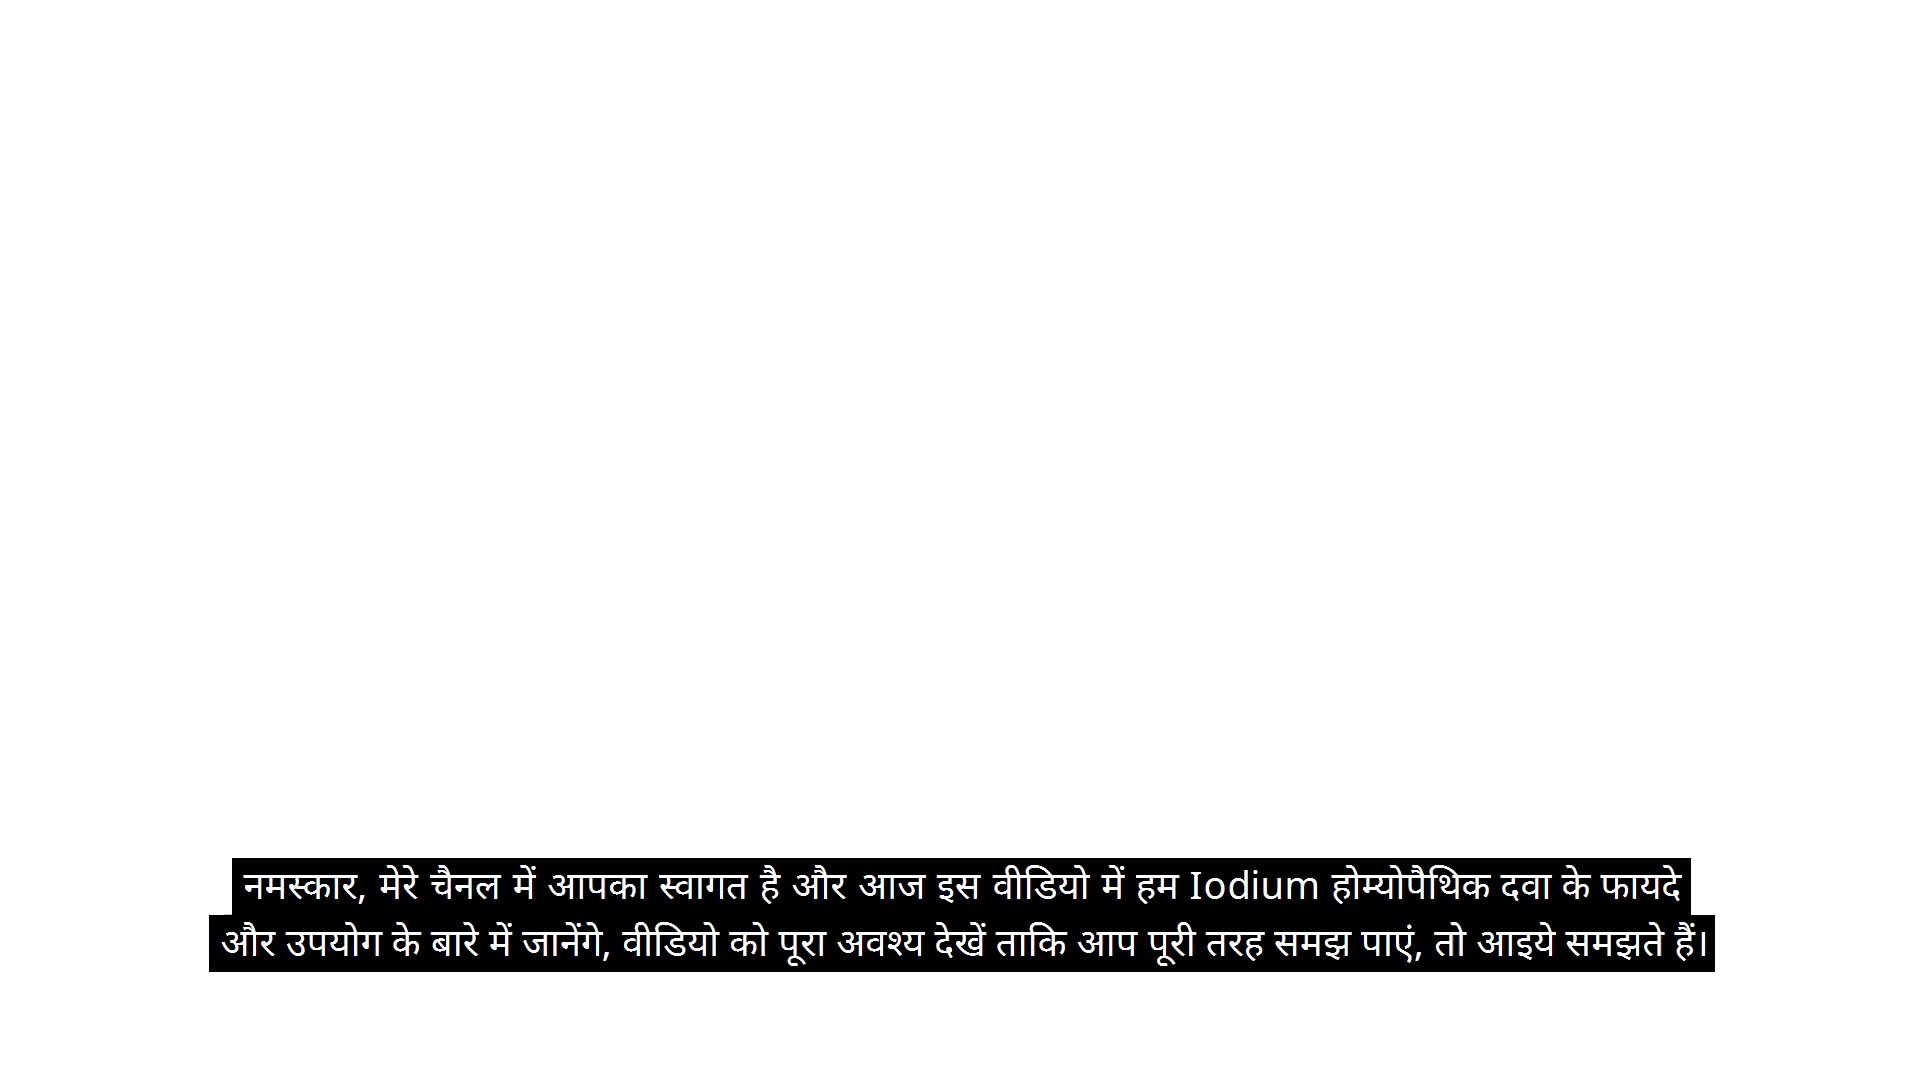 नमस्कार, मेरे चैनल में आपका स्वागत है और आज इस वीडियो में हम Iodium होम्योपैथिक दवा के फायदे
और उपयोग के बारे में जानेंगे, वीडियो को पूरा अवश्य देखें ताकि आप पूरी तरह समझ पाएं, तो आइये समझते हैं।